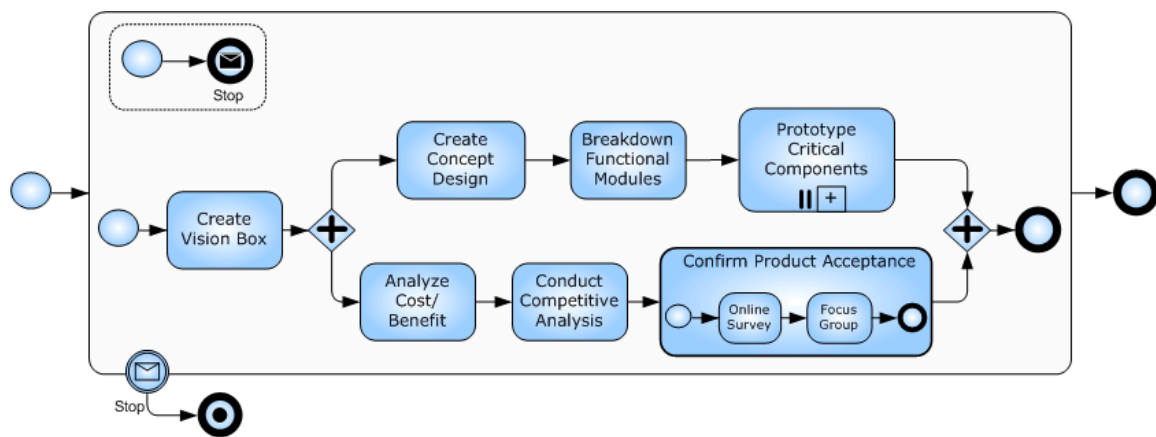 Stop
Create
Concept
Design
Breakdown
Functional
Modules
Prototype
Critical
Components
Create
Vision Box
Analyze
Cost/
Benefit
Conduct
Competitive
Analysis
Confirm Product Acceptance
Online
Survey
Focus
Group
Stop